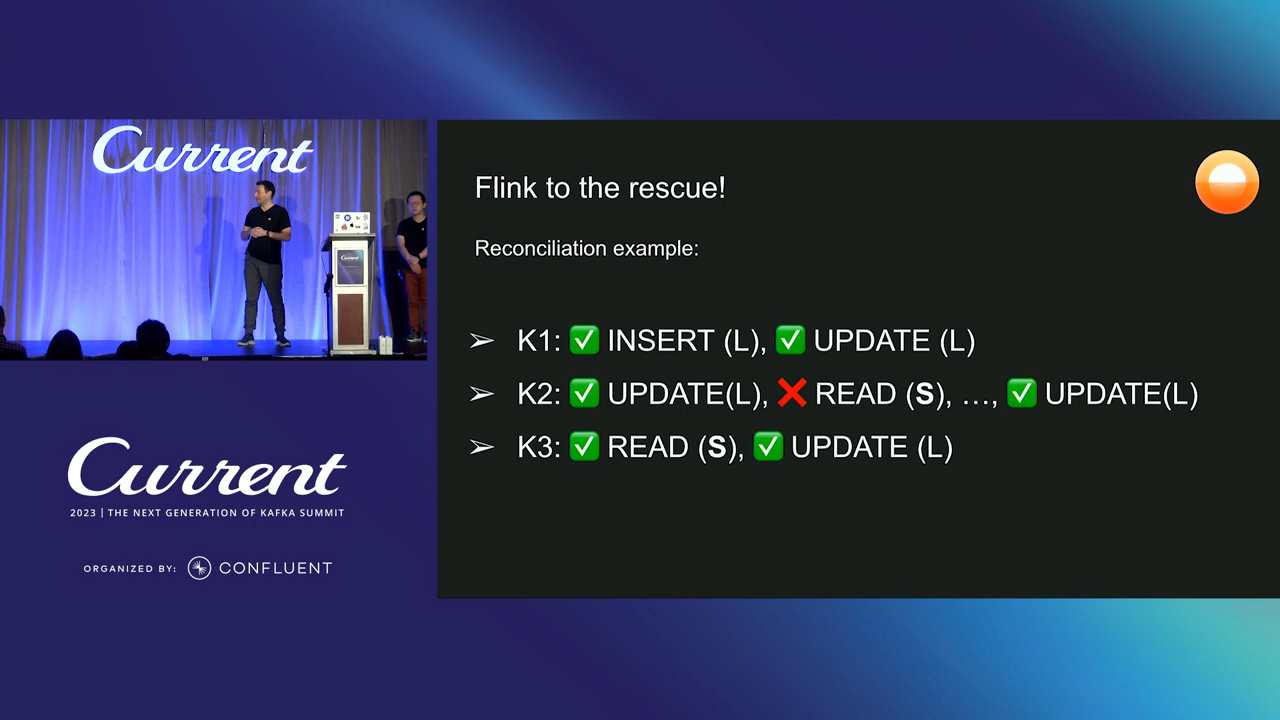 Current
Current
Current
2023 | THE NEXT GENERATION OF KAFKA SUMMIT
ORGANIZED BY: CONFLUENT
Flink to the rescue!
Reconciliation example:
➢ K1: ✅ INSERT (L), ✅ UPDATE (L)
➢ K2: ✅ UPDATE(L), ❌ READ (S), …, ✅ UPDATE(L)
➢ K3: ✅ READ (S), ✅ UPDATE (L)